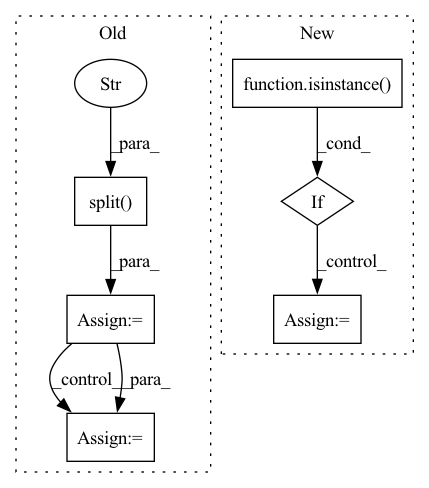 Old
New
Str
function.isinstance()
_para_
_cond_
split()
If
_para_
_control_
Assign:=
Assign:=
_control_
_para_
Assign:=